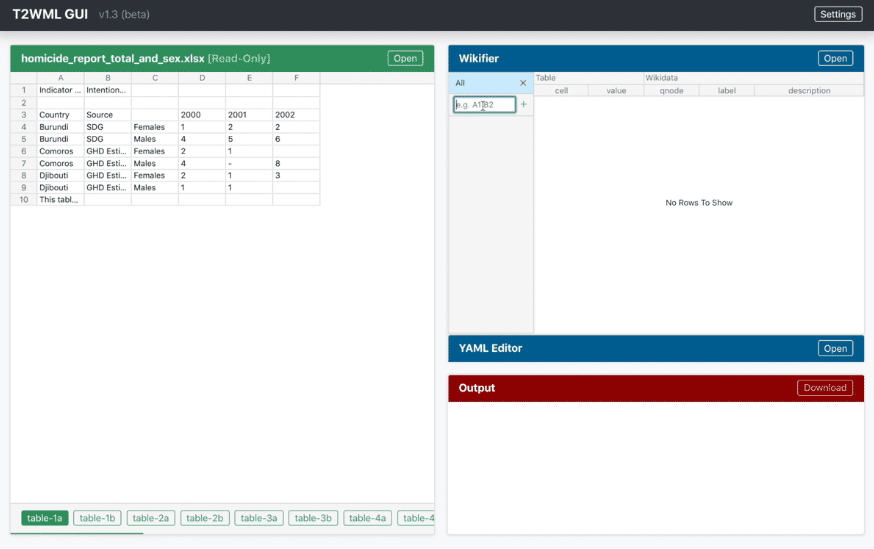 T2WML GUI v1.3 (beta) Settings
homicide_report_total_and_sex.xlsx [Read-Only] Open
A B C D E F
1 Indicator ... Intention...
2
3 Country Source 2000 2001 2002
4 Burundi SDG Females 1 2 2
5 Burundi SDG Males 4 5 6
6 Comoros GHD Esti... Females 2 1
7 Comoros GHD Esti... Males 4 - 8
8 Djibouti GHD Esti... Females 2 1 3
9 Djibouti GHD Esti... Males 1 1
10 This tabl...
table-1a table-1b table-2a table-2b table-3a table-3b table-4a table-4
Wikifier Open
All ×
e.g. A1:B2 +
Table Wikidata
cell value qnode label description
No Rows To Show
YAML Editor Open
Output Download